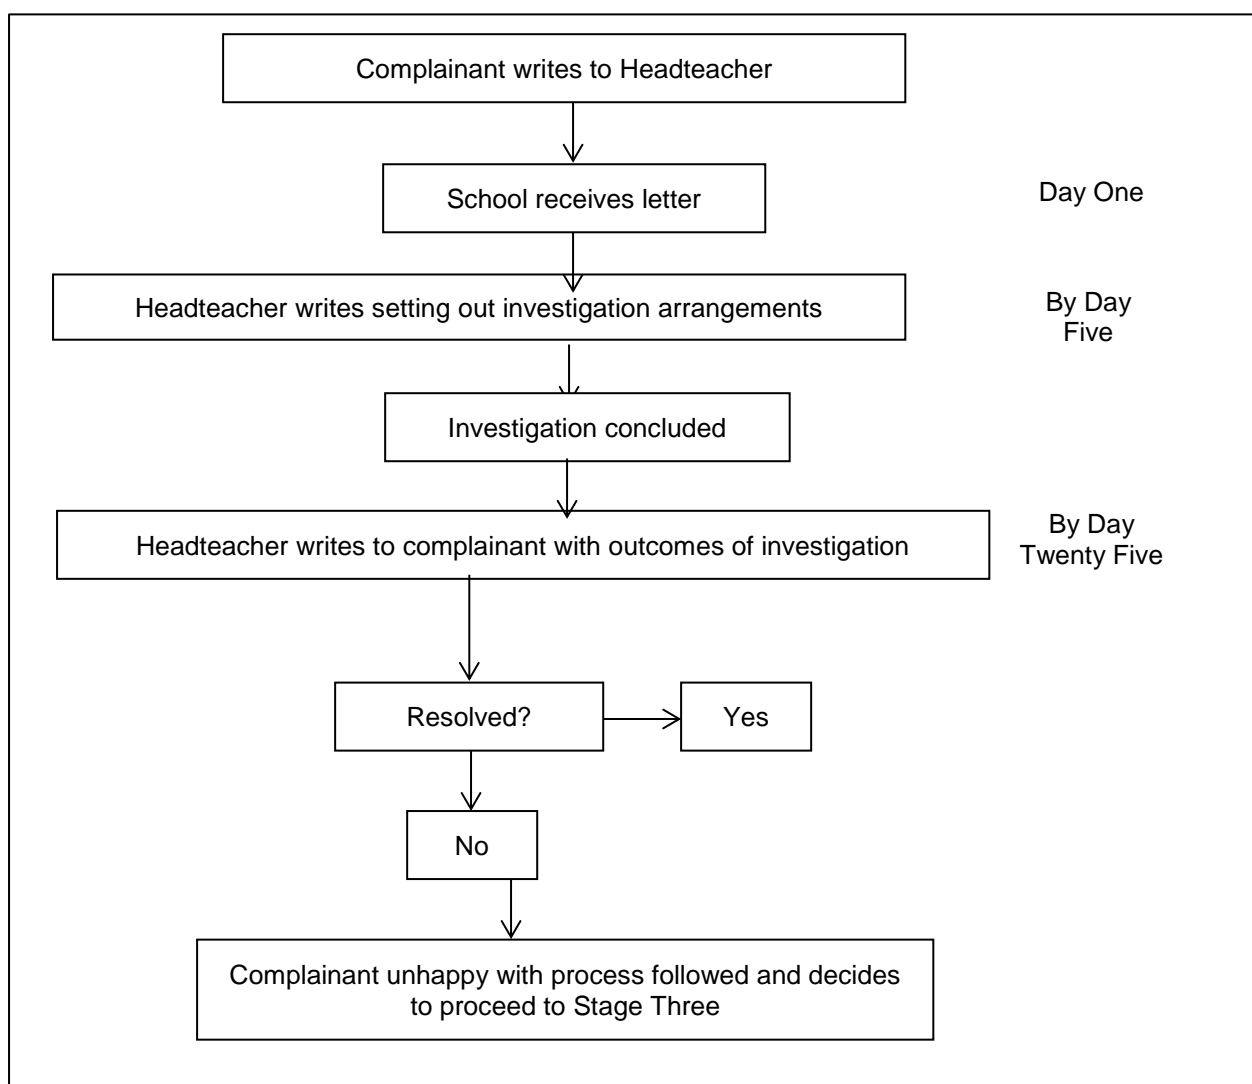 Complainant writes to Headteacher
School receives letter
Day One
Headteacher writes setting out investigation arrangements
By Day
Five
Investigation concluded
Headteacher writes to complainant with outcomes of investigation
By Day
Twenty Five
Resolved?
Yes
No
Complainant unhappy with process followed and decides
to proceed to Stage Three